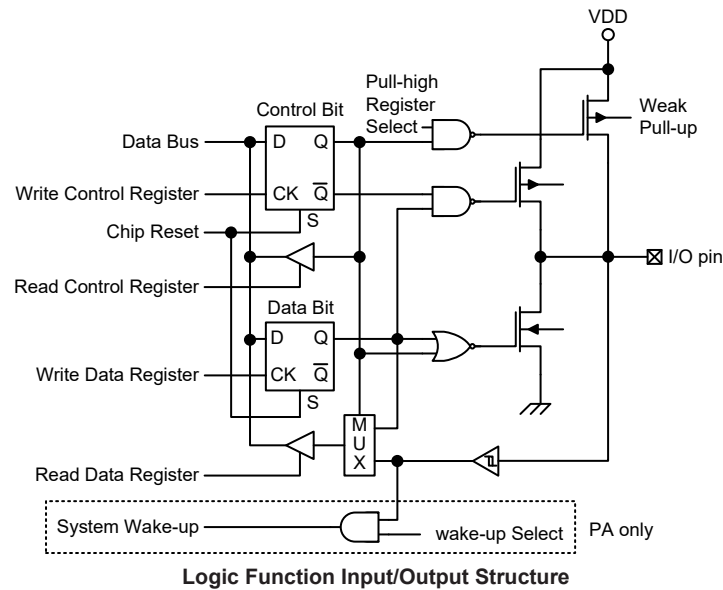 VDD
Pull-high
Register
Select
Weak
Pull-up
Control Bit
Data Bus
D
Q
Write Control Register
CK
Q
S
Chip Reset
I/O pin
Read Control Register
Data Bit
D
Q
Write Data Register
CK
Q
S
M
U
X
Read Data Register
System Wake-up
wake-up Select
PA only
Logic Function Input/Output Structure